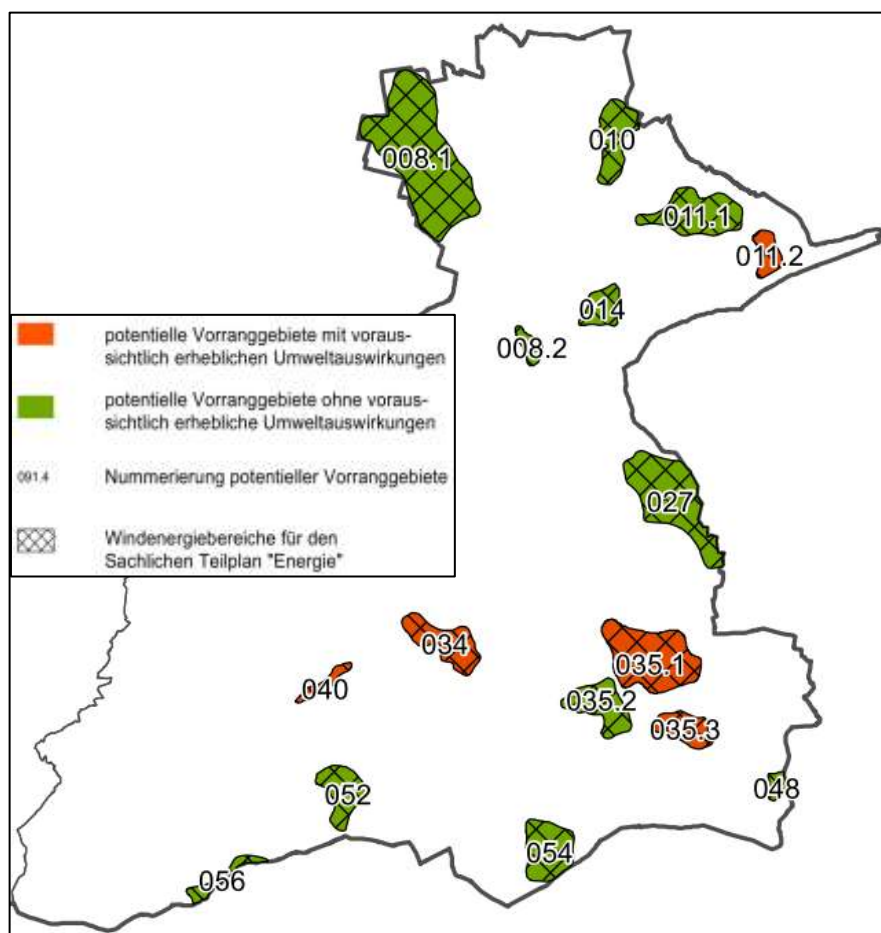 008.1
010
011.1
011.2
014
008.2
potentielle Vorranggebiete mit voraus-
sichtlich erheblichen Umweltauswirkungen
potentielle Vorranggebiete ohne voraus-
sichtlich erhebliche Umweltauswirkungen
091.4 Nummerierung potentieller Vorranggebiete
Windenergiebereiche für den
Sachlichen Teilplan "Energie"
027
034
035.1
040
035.2
035.3
048
052
054
056